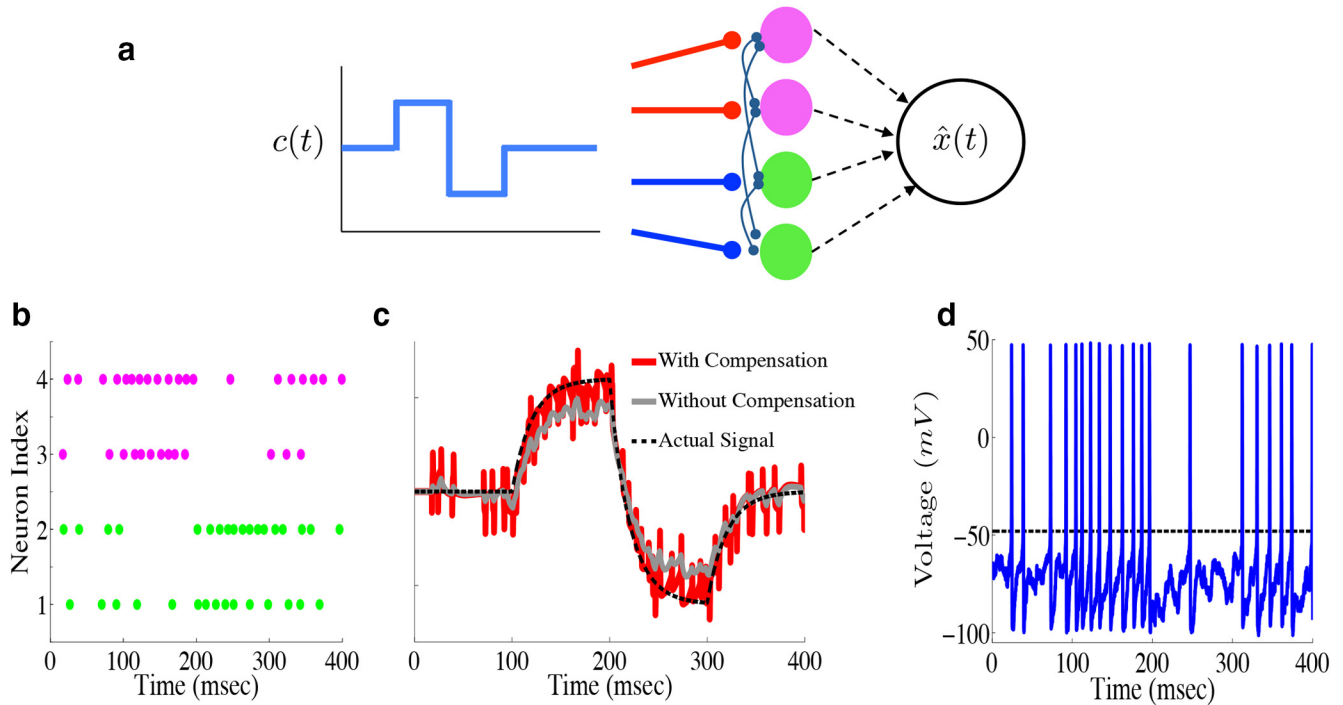 a
c(t)
x̂(t)
b
Neuron Index
4
3
2
1
0
100
200
300
400
Time (msec)
c
With Compensation
Without Compensation
Actual Signal
0
100
200
300
400
Time (msec)
d
Voltage (mV)
50
0
−50
−100
0
100
200
300
400
Time (msec)